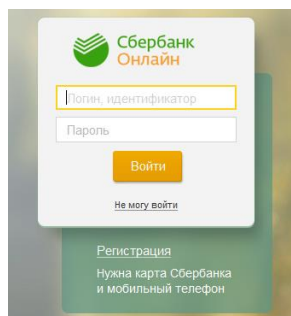 Сбербанк
Онлайн
Логин, идентификатор
Пароль
Войти
Не могу войти
Регистрация
Нужна карта Сбербанка
и мобильный телефон